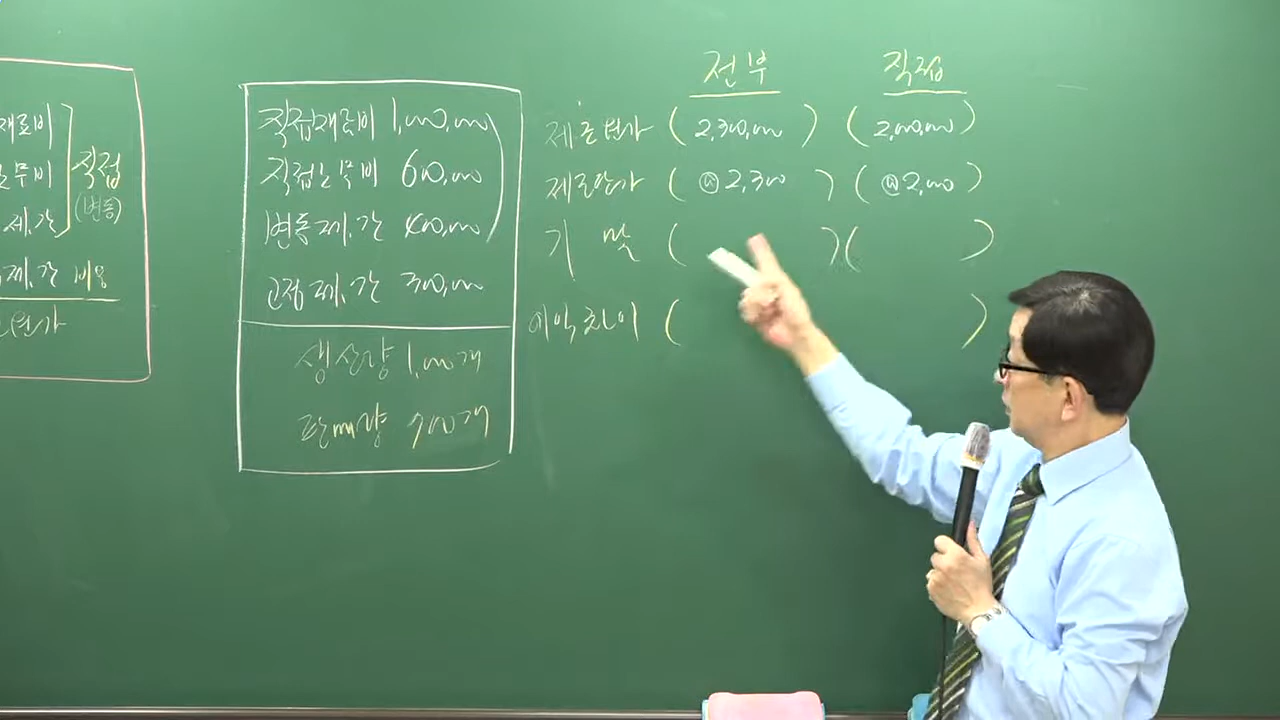 재료비
노무비
제.간
직접
(변동)
제.간 비용
원가
직접재료비 1,000,000
직접노무비 600,000
변동제.간 400,000
고정제.간 300,000
생산량 1,000개
판매량 900개
전부 직접
제조원가 ( 2,300,000 ) ( 2,000,000 )
제조단가 ( @2,300 ) ( @2,000 )
기 말 ( ) ( )
이익차이 ( )